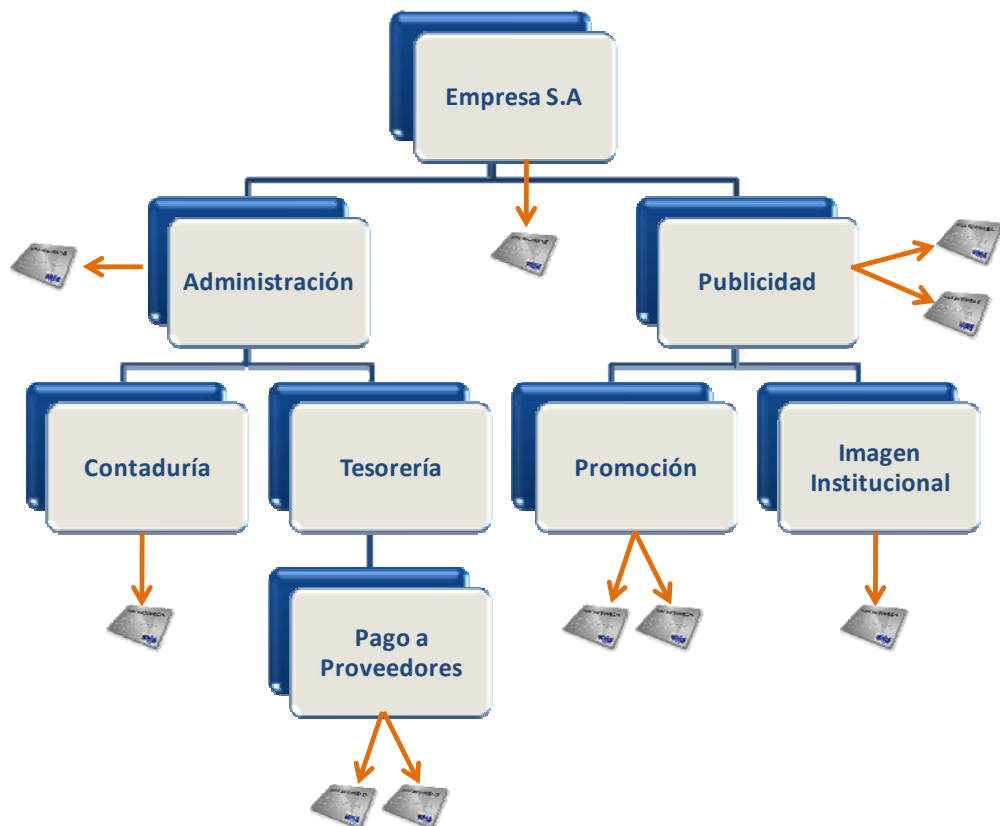 Empresa S.A
Administración
Publicidad
Contaduría
Tesorería
Promoción
Imagen
Institucional
Pago a
Proveedores